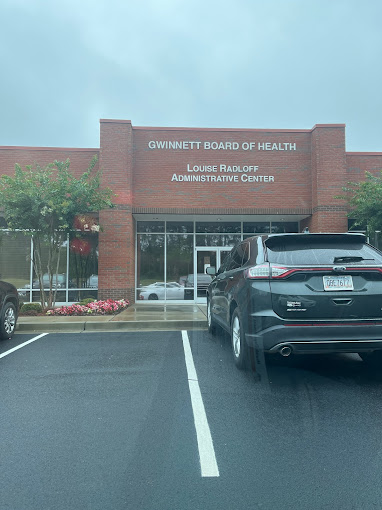 GWINNETT BOARD OF HEALTH
LOUISE RADLOFF
ADMINISTRATIVE CENTER